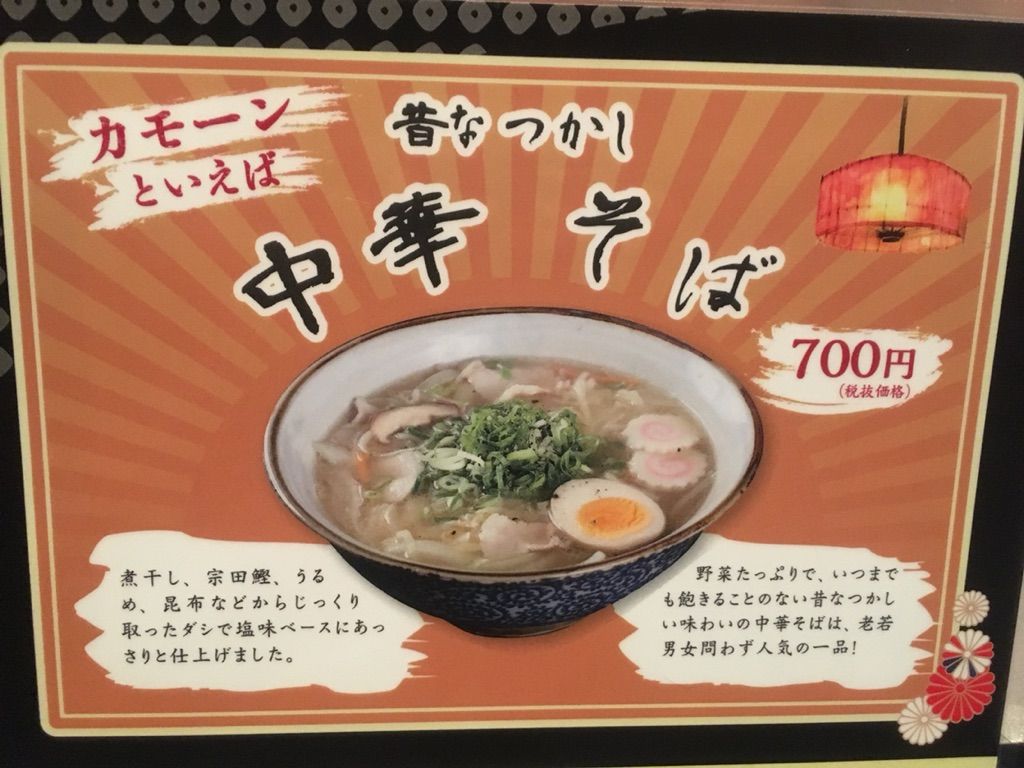 カモーン
といえば
昔なつかし
中華そば
700円
(税抜価格)
煮干し、宗田鰹、うる
め、昆布などからじっくり
取ったダシで塩味ベースにあっ
さりと仕上げました。
野菜たっぷりで、いつまで
も飽きることのない昔なつかし
い味わいの中華そばは、老若
男女問わず人気の一品!